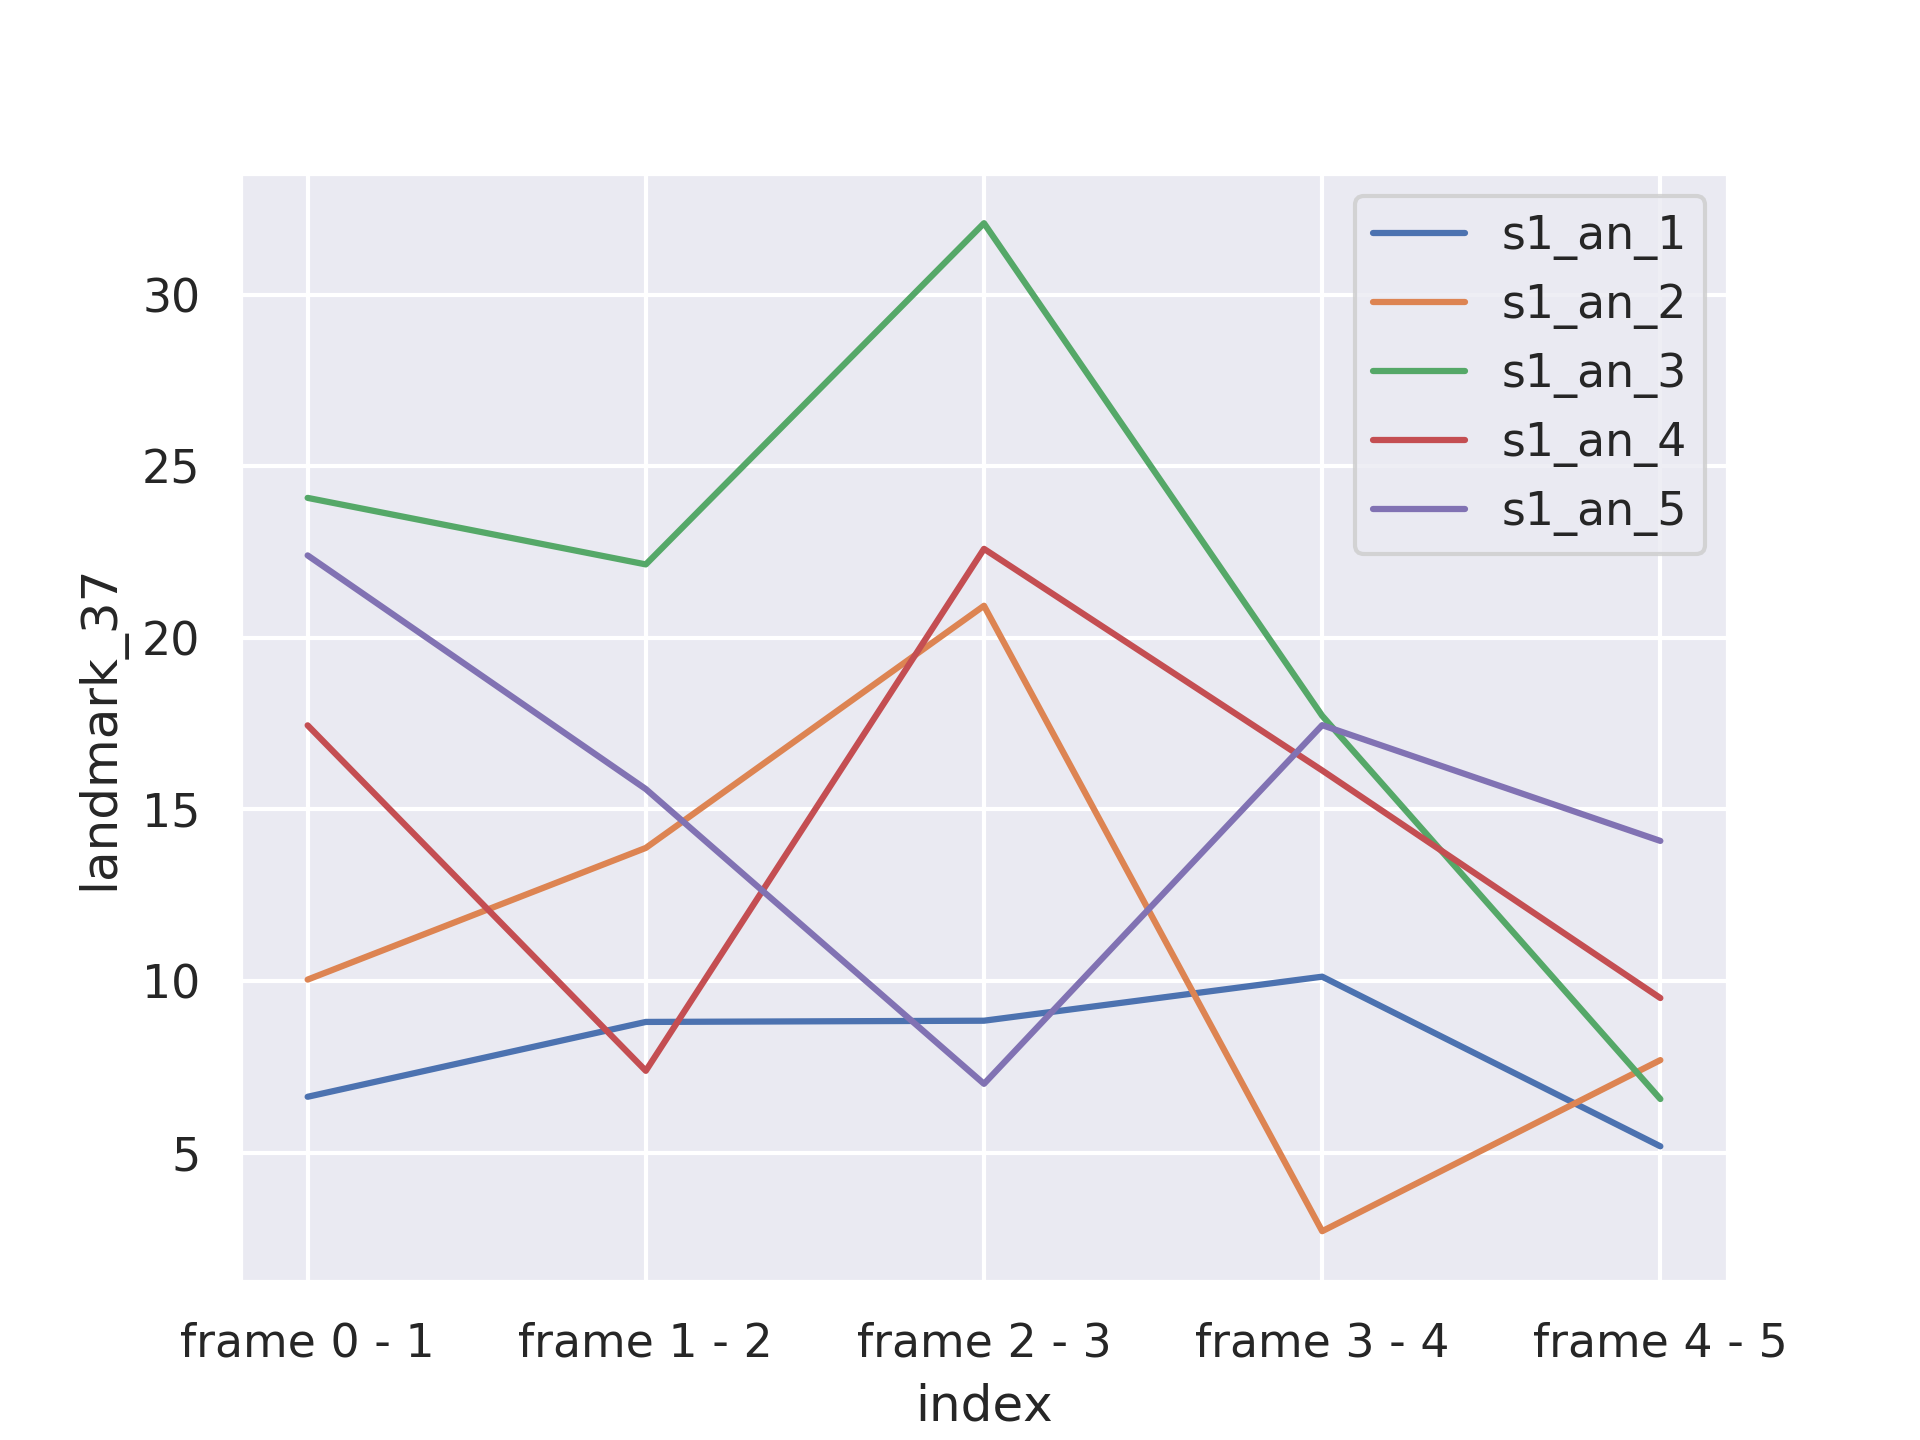 s1_an_1
s1_an_2
s1_an_3
s1_an_4
s1_an_5
landmark_37
30
25
20
15
10
5
frame 0 - 1
frame 1 - 2
frame 2 - 3
frame 3 - 4
frame 4 - 5
index